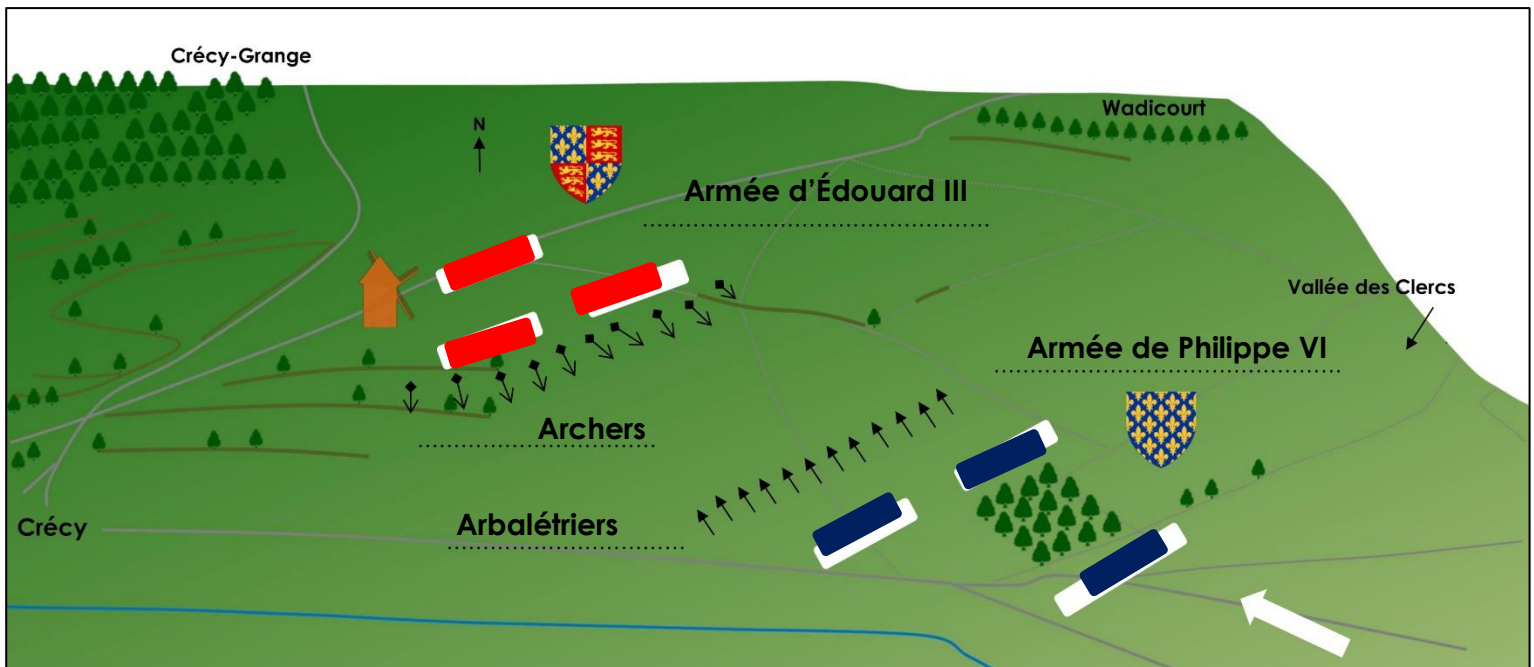 Crécy-Grange
Wadicourt
N
Armée d'Édouard III
Vallée des Clercs
Armée de Philippe VI
Archers
Arbalétriers
Crécy